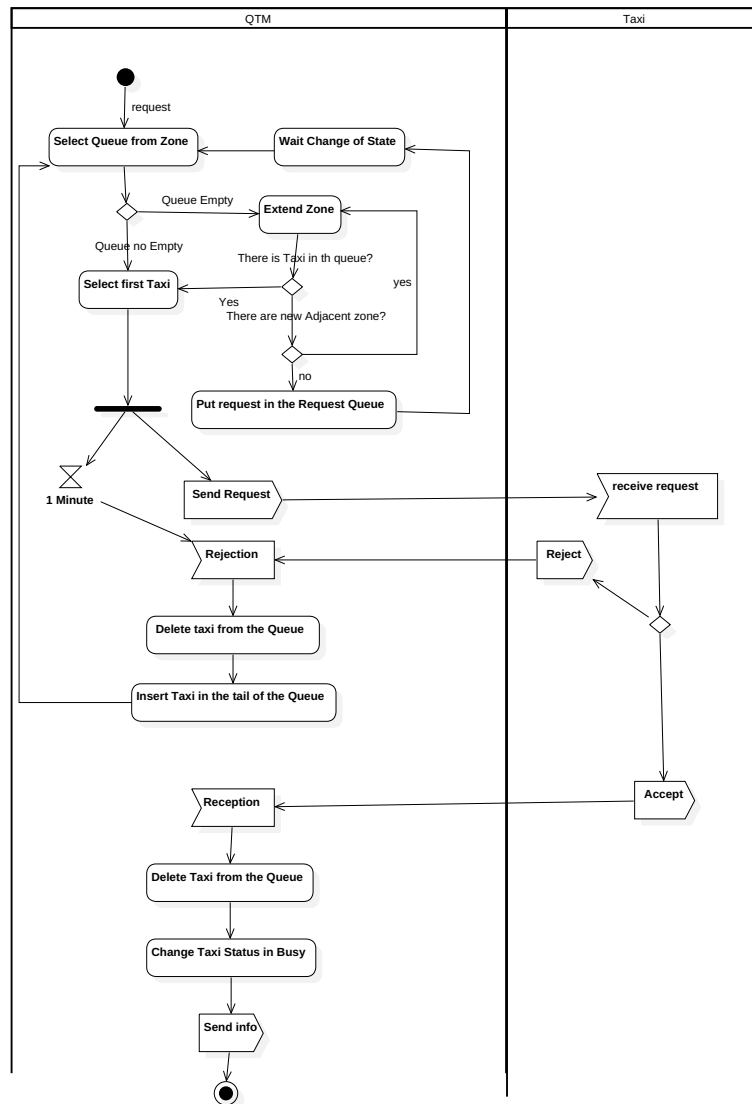 QTM
Taxi
request
Select Queue from Zone
Wait Change of State
Queue Empty
Extend Zone
Queue no Empty
There is Taxi in th queue?
Select first Taxi
yes
Yes
There are new Adjacent zone?
no
Put request in the Request Queue
1 Minute
Send Request
receive request
Rejection
Reject
Delete taxi from the Queue
Insert Taxi in the tail of the Queue
Reception
Accept
Delete Taxi from the Queue
Change Taxi Status in Busy
Send info